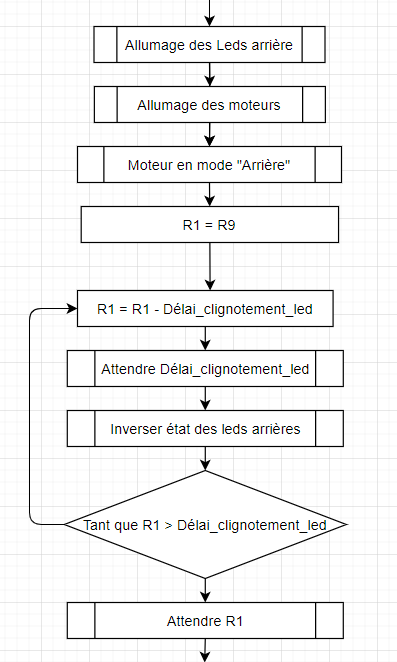 Allumage des Leds arrière
Allumage des moteurs
Moteur en mode "Arrière"
R1 = R9
R1 = R1 - Délai_clignotement_led
Attendre Délai_clignotement_led
Inverser état des leds arrières
Tant que R1 > Délai_clignotement_led
Attendre R1